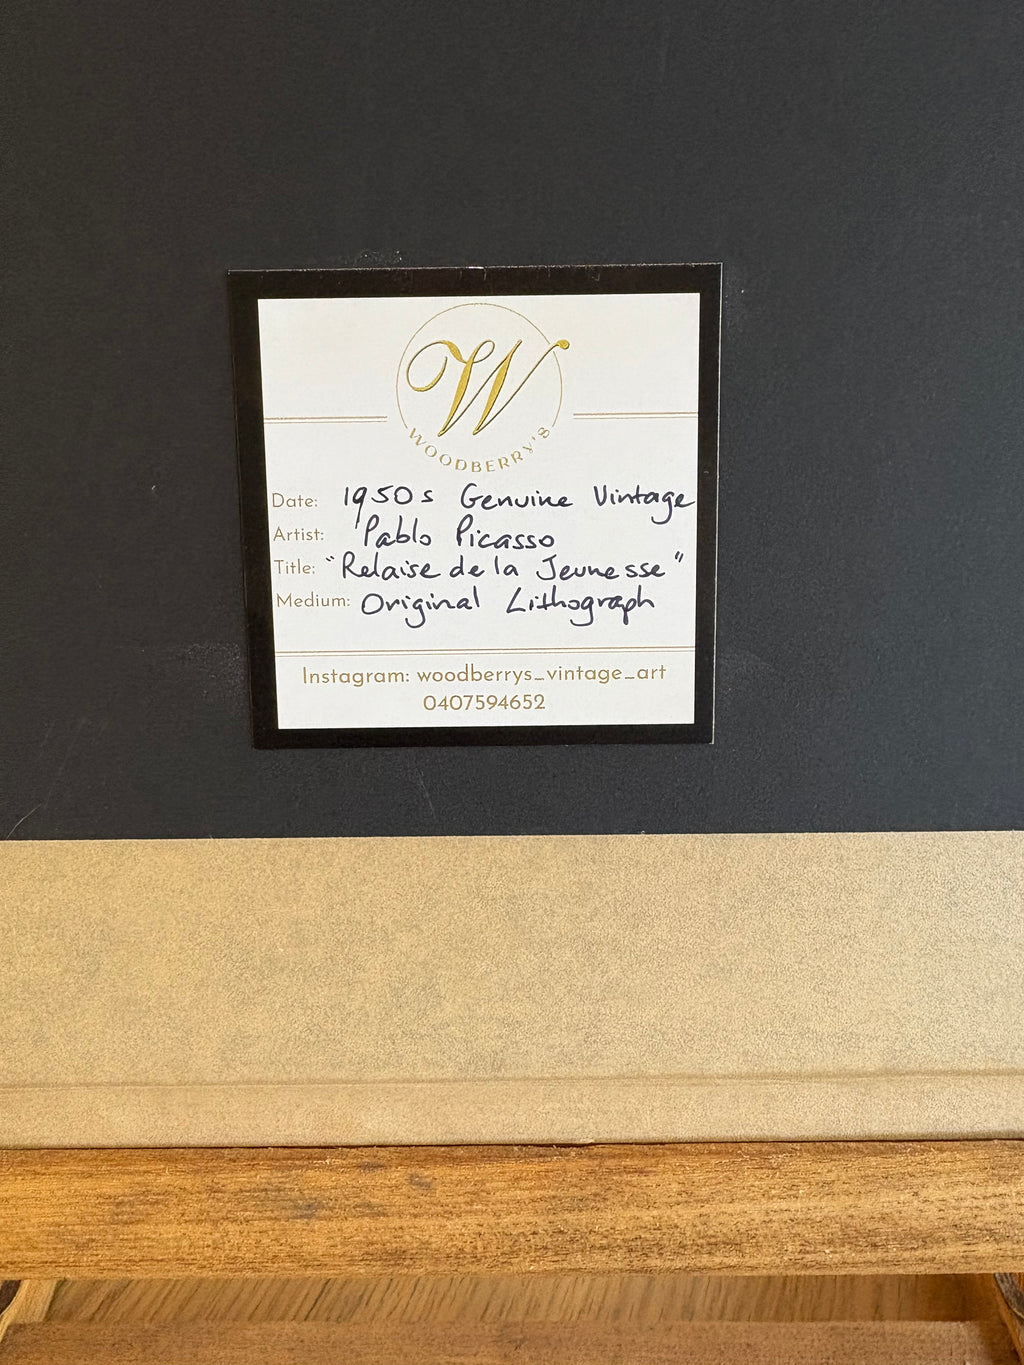 W
WOODBERRY'S
Date: 1950s Genuine Vintage
Artist: Pablo Picasso
Title: "Relaise de la Jeunesse"
Medium: Original Lithograph
Instagram: woodberrys_vintage_art
0407594652